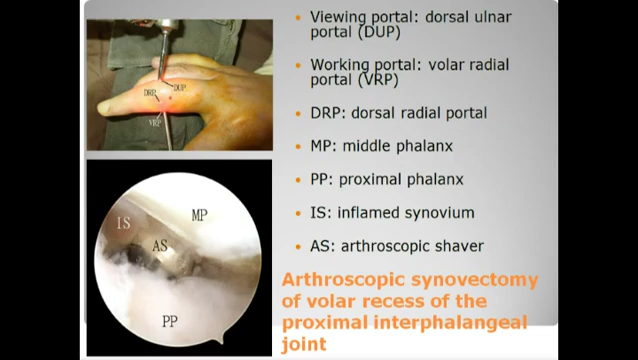 DRP
DUP
VRP
IS
MP
AS
PP
• Viewing portal: dorsal ulnar
portal (DUP)
• Working portal: volar radial
portal (VRP)
• DRP: dorsal radial portal
• MP: middle phalanx
• PP: proximal phalanx
• IS: inflamed synovium
• AS: arthroscopic shaver
Arthroscopic synovectomy
of volar recess of the
proximal interphalangeal
joint